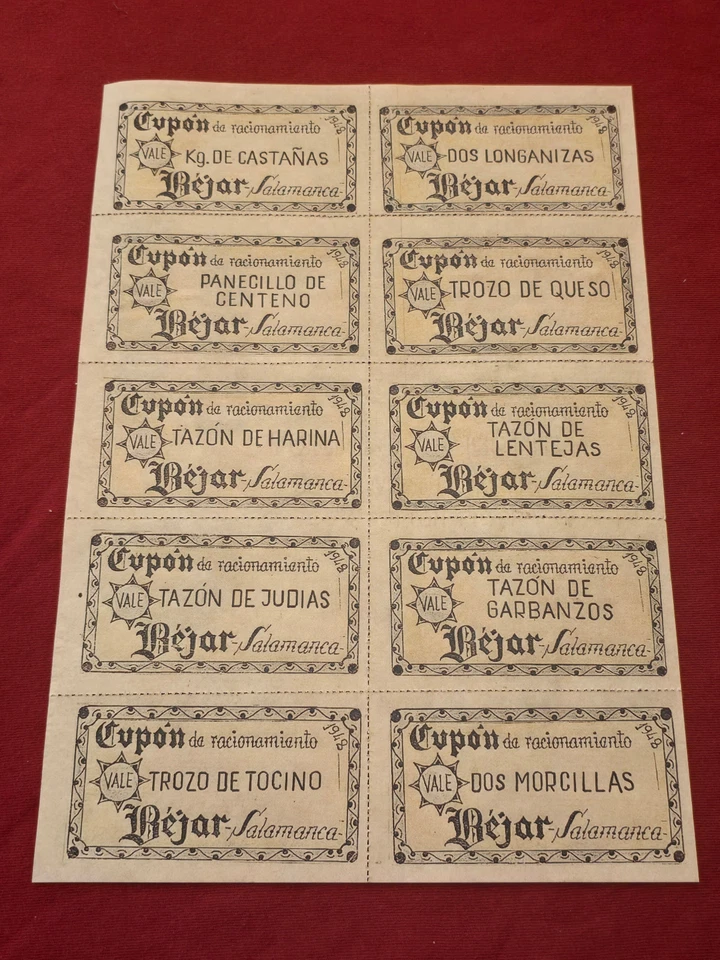 Cupón de racionamiento 1948
VALE Kg. DE CASTAÑAS
Béjar-Salamanca-
Cupón de racionamiento 1948
VALE DOS LONGANIZAS
Béjar-Salamanca-
Cupón de racionamiento 1948
VALE PANECILLO DE
CENTENO
Béjar-Salamanca-
Cupón de racionamiento 1948
VALE TROZO DE QUESO
Béjar-Salamanca-
Cupón de racionamiento 1948
VALE TAZÓN DE HARINA
Béjar-Salamanca-
Cupón de racionamiento 1948
VALE TAZÓN DE
LENTEJAS
Béjar-Salamanca-
Cupón de racionamiento 1948
VALE TAZÓN DE JUDIAS
Béjar-Salamanca-
Cupón de racionamiento 1948
VALE TAZÓN DE
GARBANZOS
Béjar-Salamanca-
Cupón de racionamiento 1948
VALE TROZO DE TOCINO
Béjar-Salamanca-
Cupón de racionamiento 1948
VALE DOS MORCILLAS
Béjar-Salamanca-